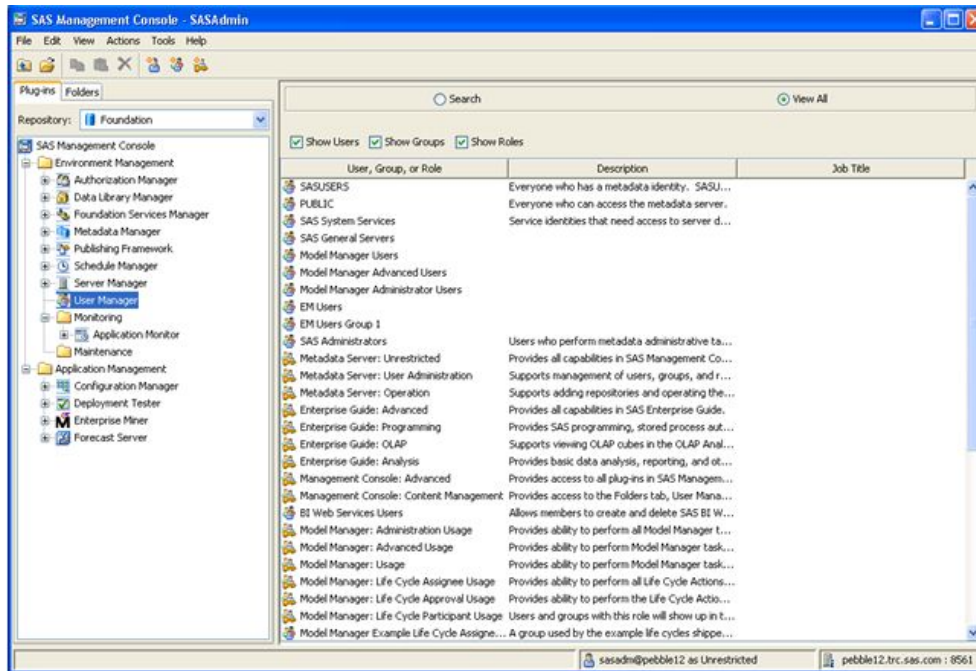 SAS Management Console - SASAdmin
File Edit View Actions Tools Help
Plug-ins Folders
Repository: Foundation
SAS Management Console
Environment Management
Authorization Manager
Data Library Manager
Foundation Services Manager
Metadata Manager
Publishing Framework
Schedule Manager
Server Manager
User Manager
Monitoring
Application Monitor
Maintenance
Application Management
Configuration Manager
Deployment Tester
Enterprise Miner
Forecast Server
Search View All
Show Users Show Groups Show Roles
User, Group, or Role Description Job Title
SASUSERS Everyone who has a metadata identity. SASU...
PUBLIC Everyone who can access the metadata server.
SAS System Services Service identities that need access to server d...
SAS General Servers
Model Manager Users
Model Manager Advanced Users
Model Manager Administrator Users
EM Users
EM Users Group 1
SAS Administrators Users who perform metadata administrative ta...
Metadata Server: Unrestricted Provides all capabilities in SAS Management Co...
Metadata Server: User Administration Supports management of users, groups, and r...
Metadata Server: Operation Supports adding repositories and operating the...
Enterprise Guide: Advanced Provides all capabilities in SAS Enterprise Guide.
Enterprise Guide: Programming Provides SAS programming, stored process aut...
Enterprise Guide: OLAP Supports viewing OLAP cubes in the OLAP Anal...
Enterprise Guide: Analysis Provides basic data analysis, reporting, and ot...
Management Console: Advanced Provides access to all plug-ins in SAS Managem...
Management Console: Content Management Provides access to the Folders tab, User Mana...
BI Web Services Users Allows members to create and delete SAS BI W...
Model Manager: Administration Usage Provides ability to perform all Model Manager t...
Model Manager: Advanced Usage Provides ability to perform Model Manager task...
Model Manager: Usage Provides ability to perform Model Manager task...
Model Manager: Life Cycle Assignee Usage Provides ability to perform all Life Cycle Actions...
Model Manager: Life Cycle Approval Usage Provides ability to perform the Life Cycle Actio...
Model Manager: Life Cycle Participant Usage Users and groups with this role will show up in t...
Model Manager Example Life Cycle Assigne... A group used by the example life cycles shippe...
sasadm@pebble12 as Unrestricted pebble12.trc.sas.com : 8561